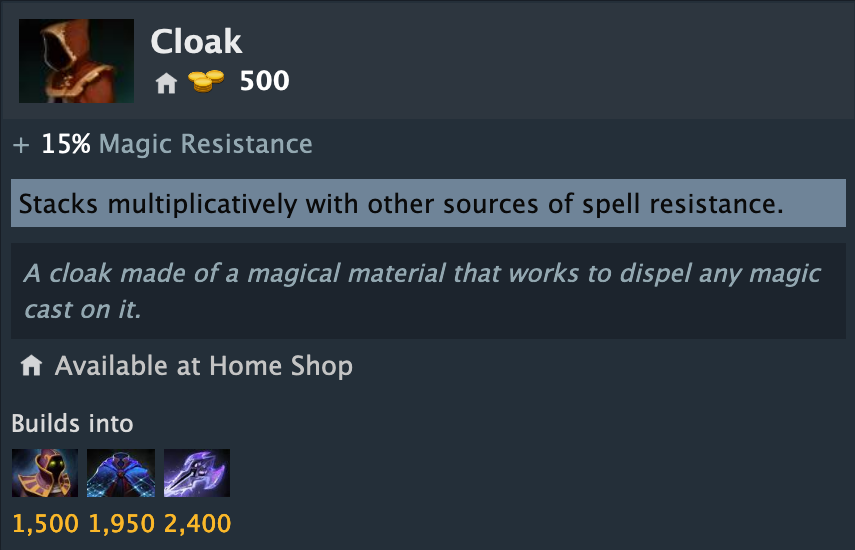 Cloak
500
+ 15% Magic Resistance
Stacks multiplicatively with other sources of spell resistance.
A cloak made of a magical material that works to dispel any magic
cast on it.
Available at Home Shop
Builds into
1,500 1,950 2,400